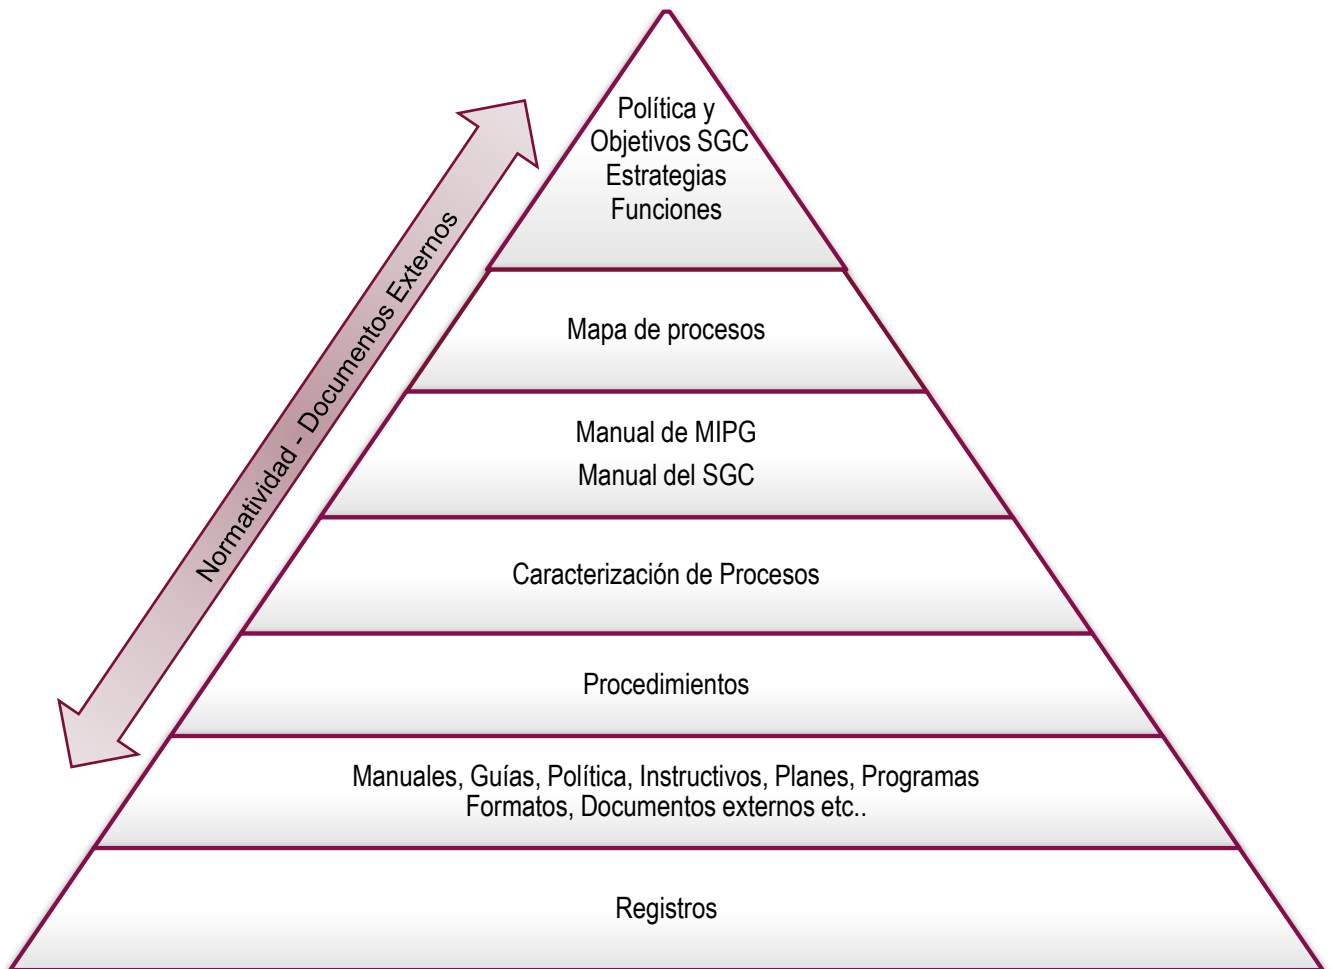 Política y
Objetivos SGC
Estrategias
Funciones
Normatividad - Documentos Externos
Mapa de procesos
Manual de MIPG
Manual del SGC
Caracterización de Procesos
Procedimientos
Manuales, Guías, Política, Instructivos, Planes, Programas
Formatos, Documentos externos etc..
Registros